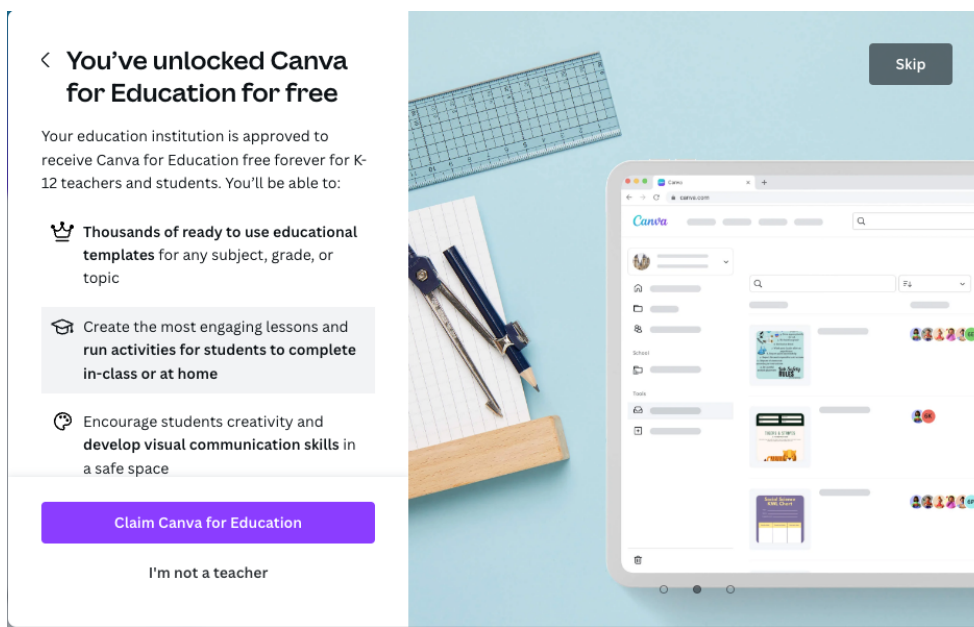 You've unlocked Canva
for Education for free
Your education institution is approved to
receive Canva for Education free forever for K-
12 teachers and students. You'll be able to:
Thousands of ready to use educational
templates for any subject, grade, or
topic
Create the most engaging lessons and
run activities for students to complete
in-class or at home
Encourage students creativity and
develop visual communication skills in
a safe space
Claim Canva for Education
I'm not a teacher
Skip
Canva
canva.com
Canva
School
Tools